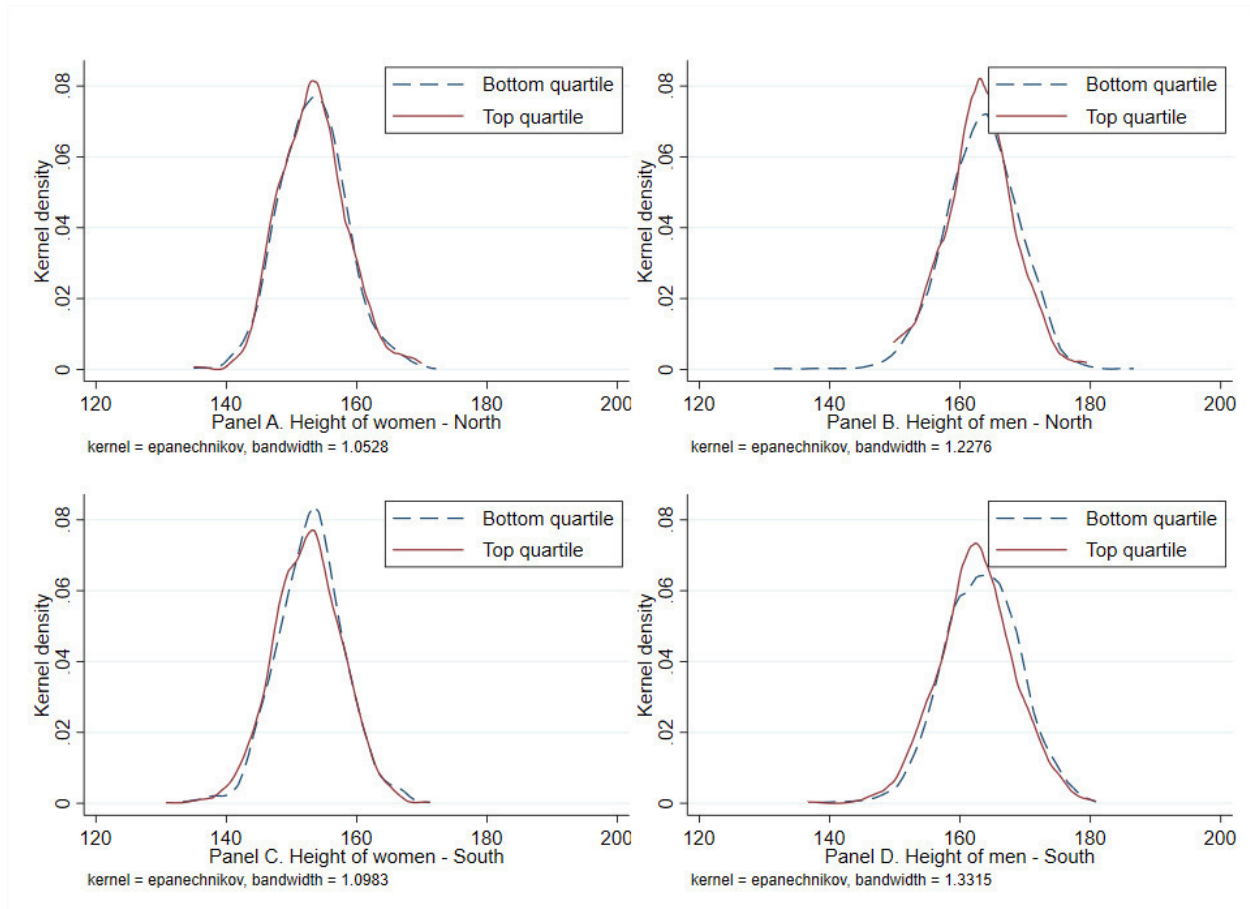 Bottom quartile
Top quartile
Kernel density
0 .02 .04 .06 .08
120 140 160 180 200
Panel A. Height of women - North
kernel = epanechnikov, bandwidth = 1.0528
Bottom quartile
Top quartile
Kernel density
0 .02 .04 .06 .08
120 140 160 180 200
Panel B. Height of men - North
kernel = epanechnikov, bandwidth = 1.2276
Bottom quartile
Top quartile
Kernel density
0 .02 .04 .06 .08
120 140 160 180 200
Panel C. Height of women - South
kernel = epanechnikov, bandwidth = 1.0983
Bottom quartile
Top quartile
Kernel density
0 .02 .04 .06 .08
120 140 160 180 200
Panel D. Height of men - South
kernel = epanechnikov, bandwidth = 1.3315